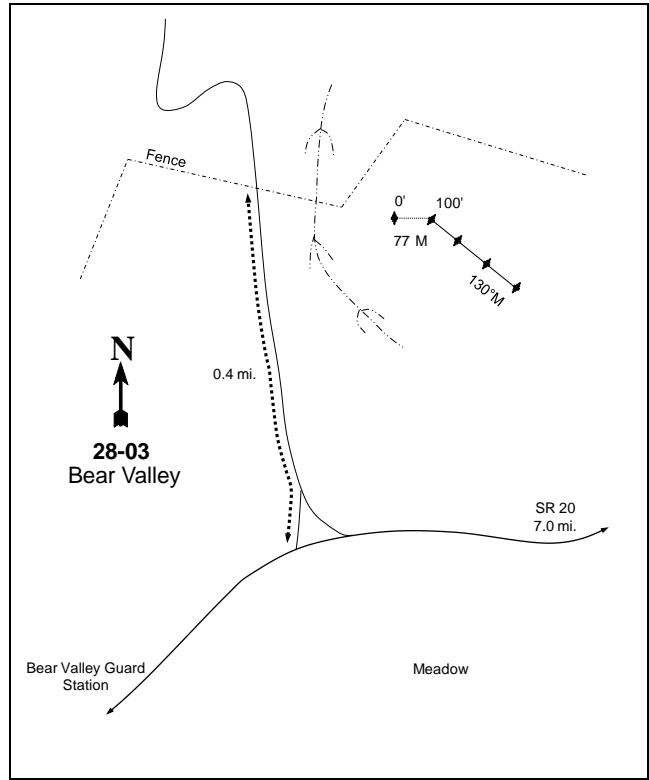 Fence
0'
100'
77 M
130°M
N
0.4 mi.
28-03
Bear Valley
SR 20
7.0 mi.
Bear Valley Guard
Station
Meadow